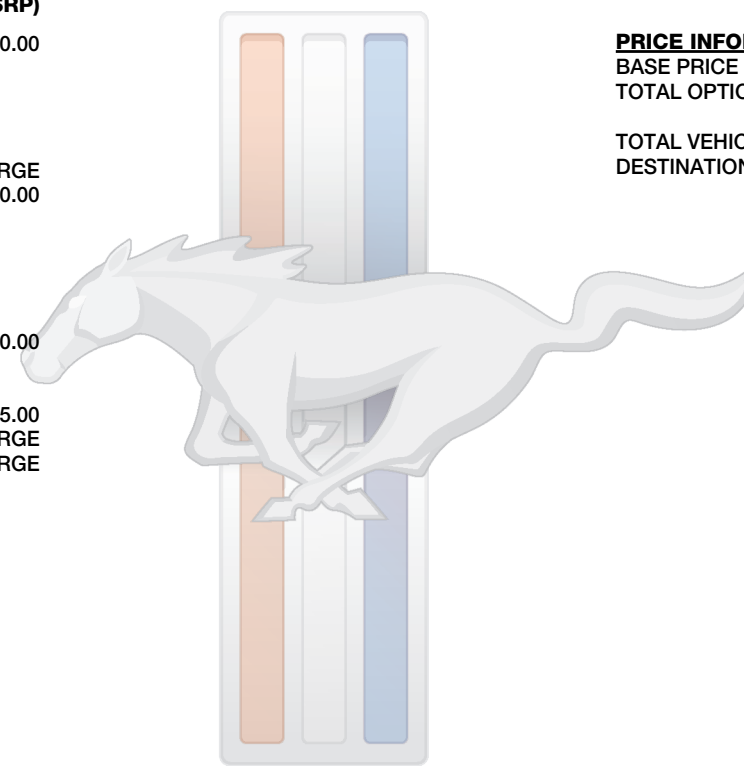 SRP)
0.00
RGE
0.00
0.00
5.00
RGE
RGE
PRICE INFO
BASE PRICE
TOTAL OPTIO
TOTAL VEHIC
DESTINATION